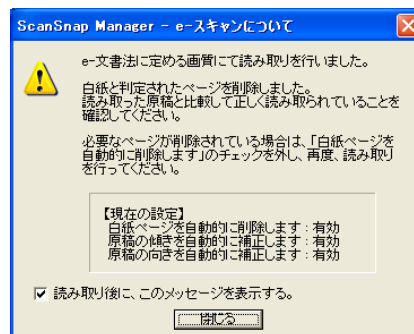 ScanSnap Manager - e-スキャンについて
e-文書法に定める画質にて読み取りを行いました。
白紙と判定されたページを削除しました。
読み取った原稿と比較して正しく読み取られていることを
確認してください。
必要なページが削除されている場合は、「白紙ページを
自動的に削除します」のチェックを外し、再度、読み取り
を行ってください。
【現在の設定】
白紙ページを自動的に削除します：有効
原稿の傾きを自動的に補正します：有効
原稿の向きを自動的に補正します：有効
読み取り後に、このメッセージを表示する。
閉じる